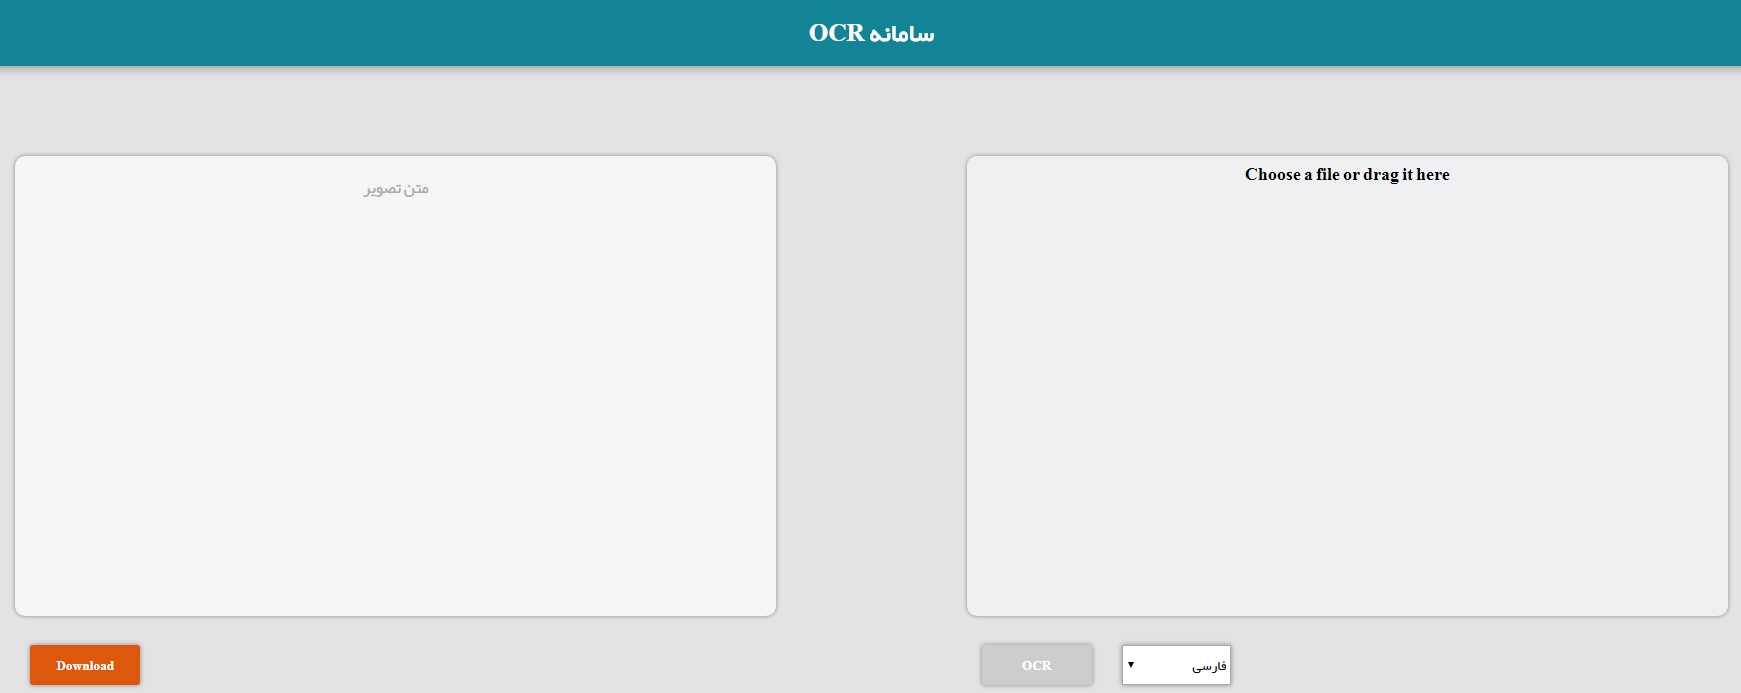 سامانه OCR
Choose a file or drag it here
متن تصویر
فارسی
OCR
Download